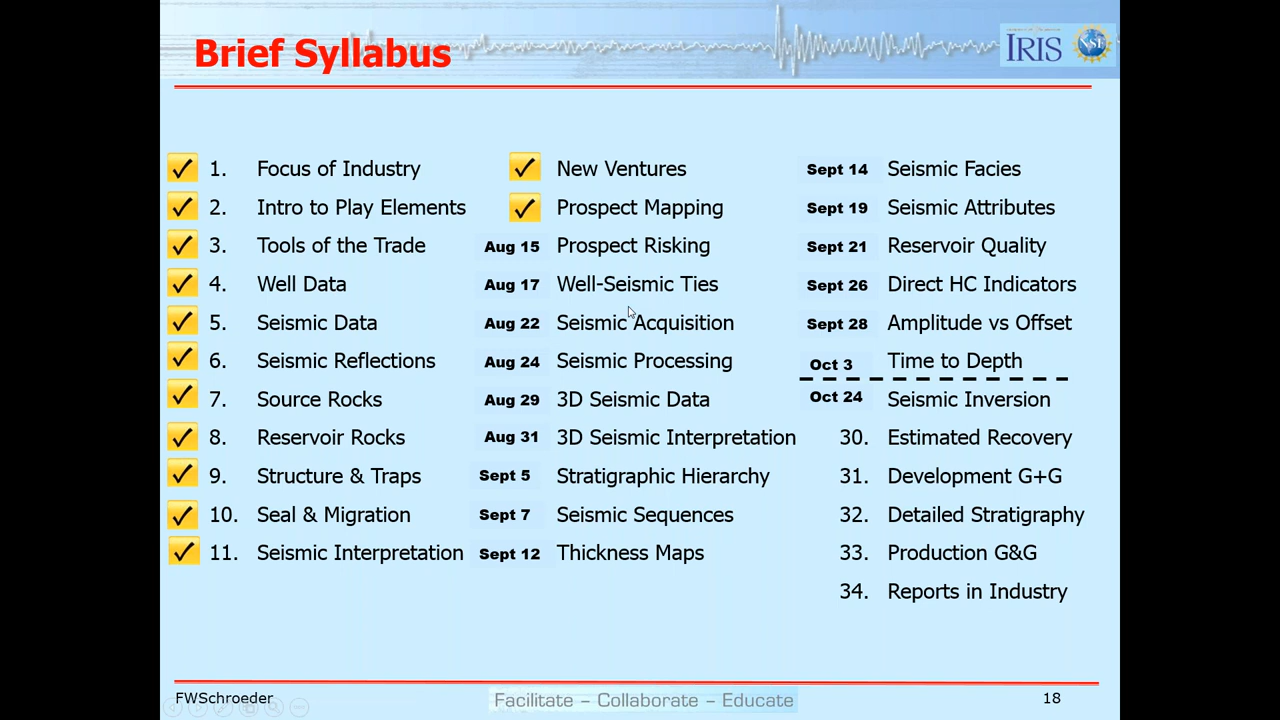 Brief Syllabus
IRIS
NSF
1. Focus of Industry
2. Intro to Play Elements
3. Tools of the Trade
4. Well Data
5. Seismic Data
6. Seismic Reflections
7. Source Rocks
8. Reservoir Rocks
9. Structure & Traps
10. Seal & Migration
11. Seismic Interpretation
New Ventures
Prospect Mapping
Aug 15 Prospect Risking
Aug 17 Well-Seismic Ties
Aug 22 Seismic Acquisition
Aug 24 Seismic Processing
Aug 29 3D Seismic Data
Aug 31 3D Seismic Interpretation
Sept 5 Stratigraphic Hierarchy
Sept 7 Seismic Sequences
Sept 12 Thickness Maps
Sept 14 Seismic Facies
Sept 19 Seismic Attributes
Sept 21 Reservoir Quality
Sept 26 Direct HC Indicators
Sept 28 Amplitude vs Offset
Oct 3 Time to Depth
Oct 24 Seismic Inversion
30. Estimated Recovery
31. Development G+G
32. Detailed Stratigraphy
33. Production G&G
34. Reports in Industry
FWSchroeder
Facilitate – Collaborate – Educate
18